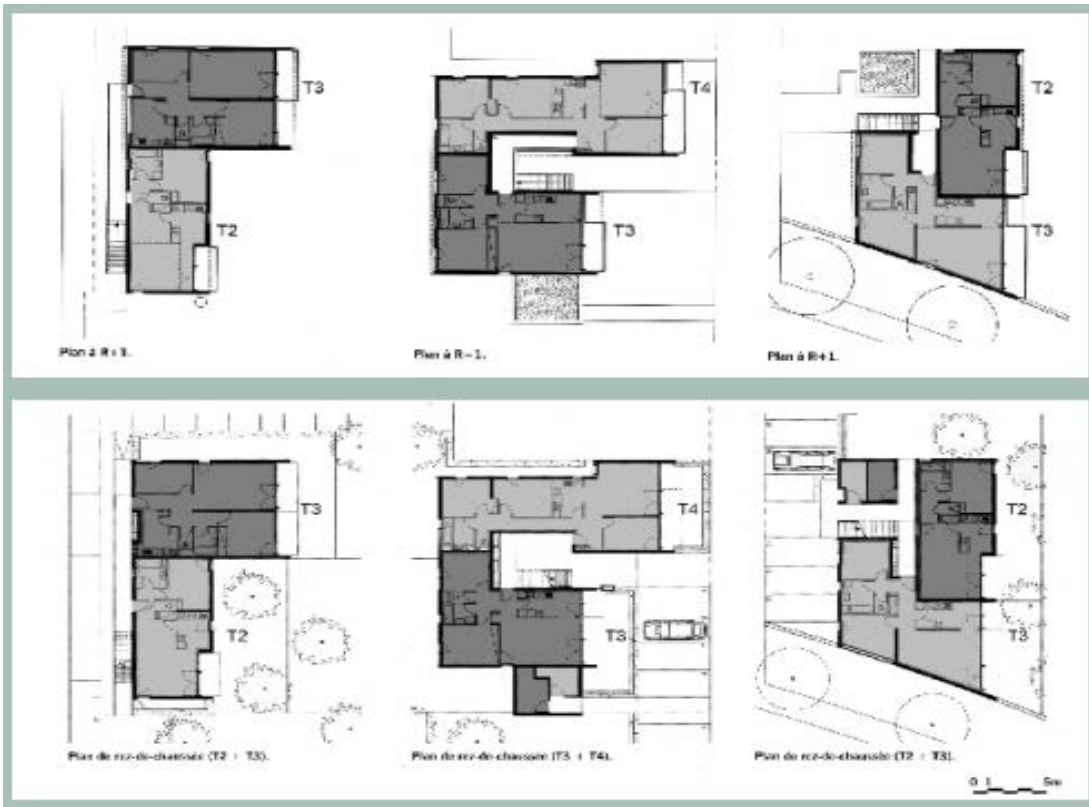 T3
T2
Plan à R+1.
T4
T3
Plan à R+1.
T2
T3
Plan à R+1.
T3
T2
Plan de rez-de-chaussée (T2 + T3).
T4
T3
Plan de rez-de-chaussée (T3 + T4).
T2
T3
Plan de rez-de-chaussée (T2 + T3).
0 1 5m